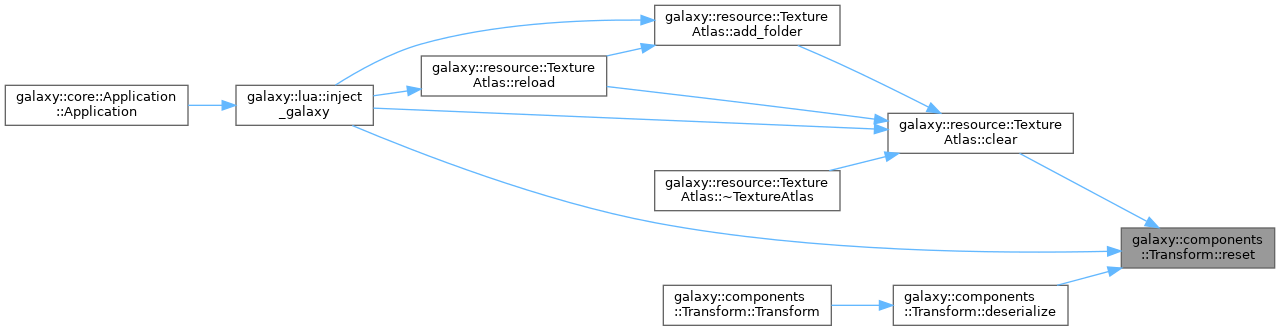 galaxy::resource::Texture
Atlas::add_folder
galaxy::resource::Texture
Atlas::reload
galaxy::core::Application
::Application
galaxy::lua::inject
_galaxy
galaxy::resource::Texture
Atlas::clear
galaxy::resource::Texture
Atlas::~TextureAtlas
galaxy::components
::Transform::reset
galaxy::components
::Transform::Transform
galaxy::components
::Transform::deserialize